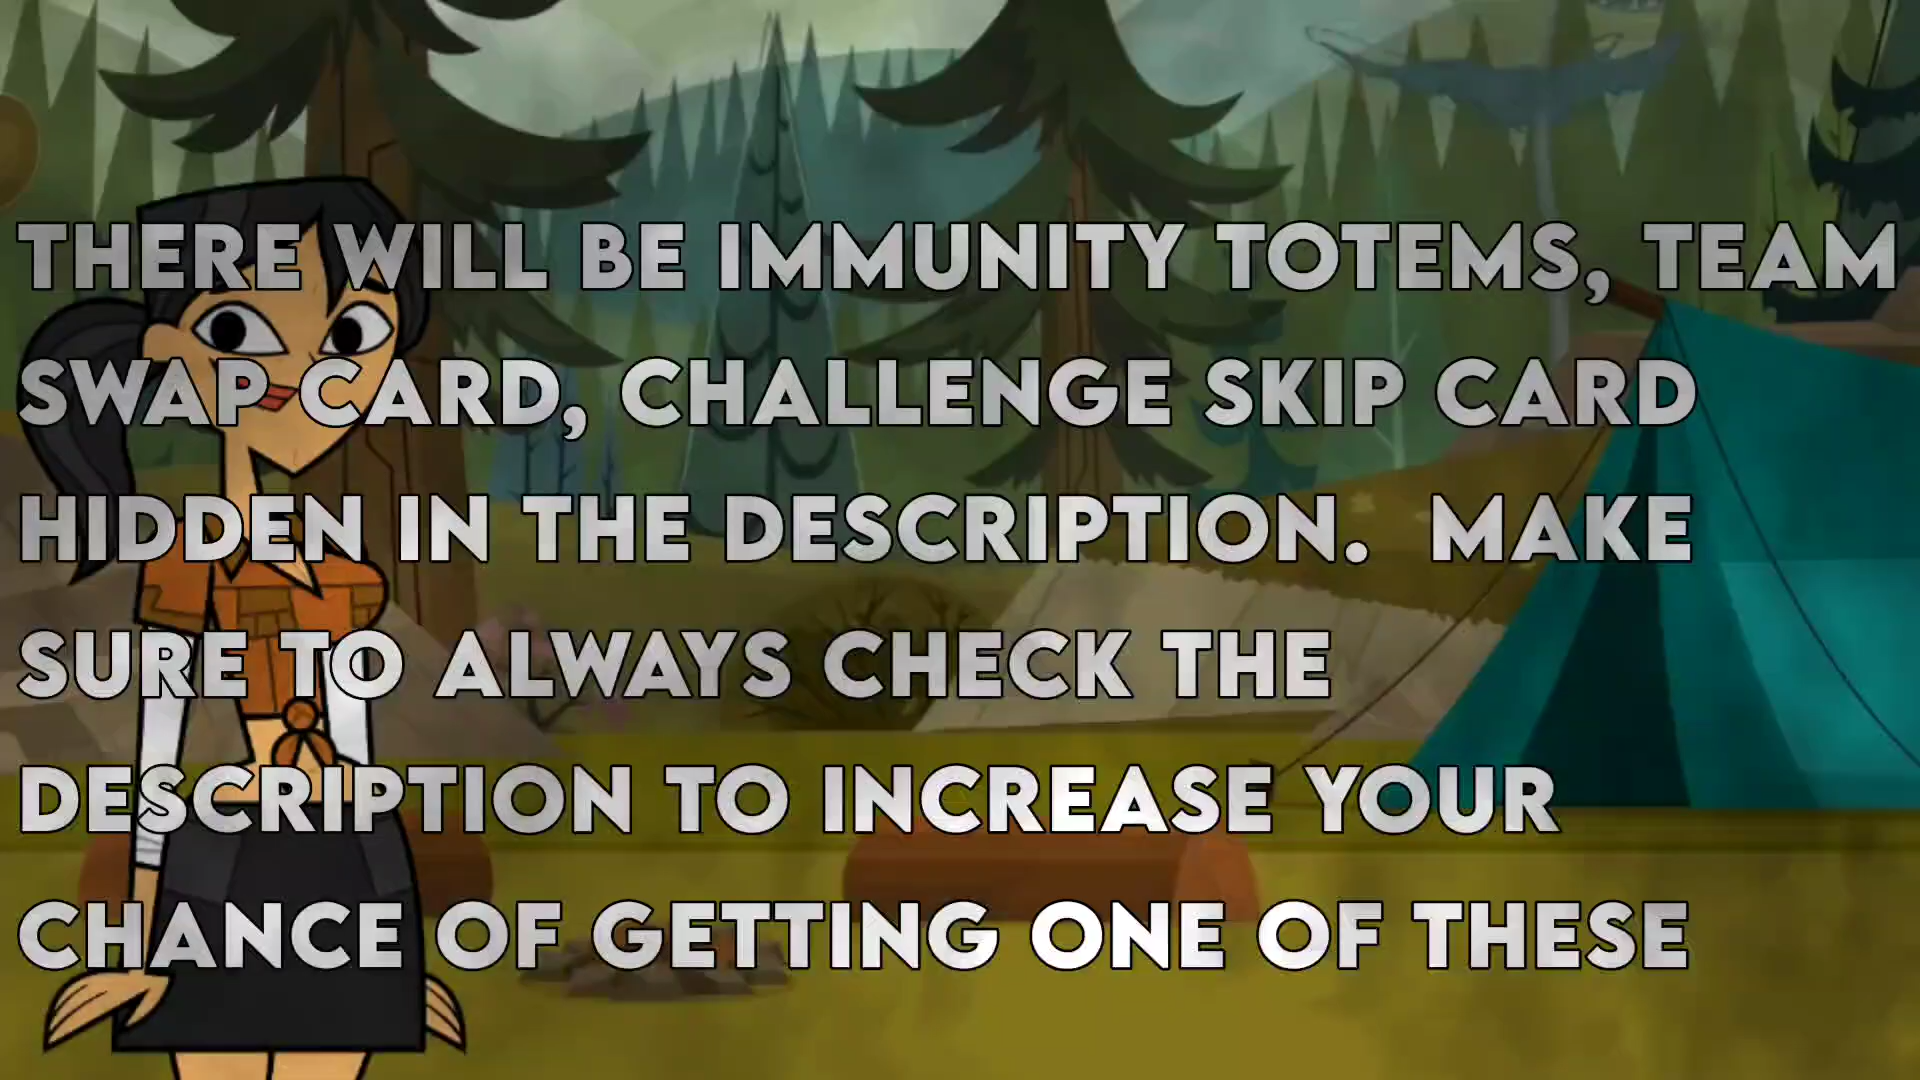 THERE WILL BE IMMUNITY TOTEMS, TEAM
SWAP CARD, CHALLENGE SKIP CARD
HIDDEN IN THE DESCRIPTION.  MAKE
SURE TO ALWAYS CHECK THE
DESCRIPTION TO INCREASE YOUR
CHANCE OF GETTING ONE OF THESE